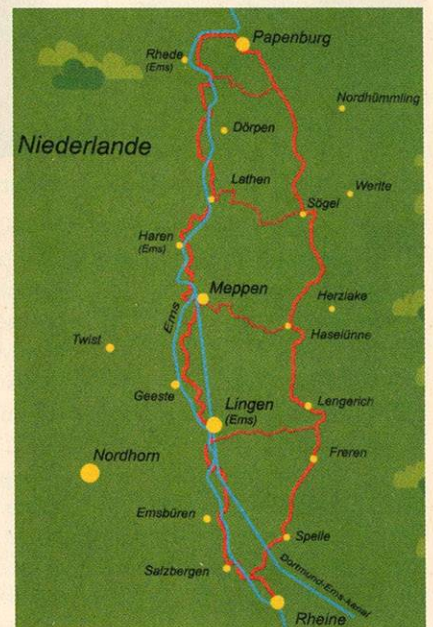 Papenburg
Rhede
(Ems)
Nordhümmling
Dörpen
Niederlande
Lathen
Werlte
Sögel
Haren
(Ems)
Meppen
Herzlake
Ems
Haselünne
Twist
Geeste
Lengerich
Lingen
(Ems)
Freren
Nordhorn
Emsbüren
Spelle
Dortmund-Ems-kanal
Salzbergen
Rheine